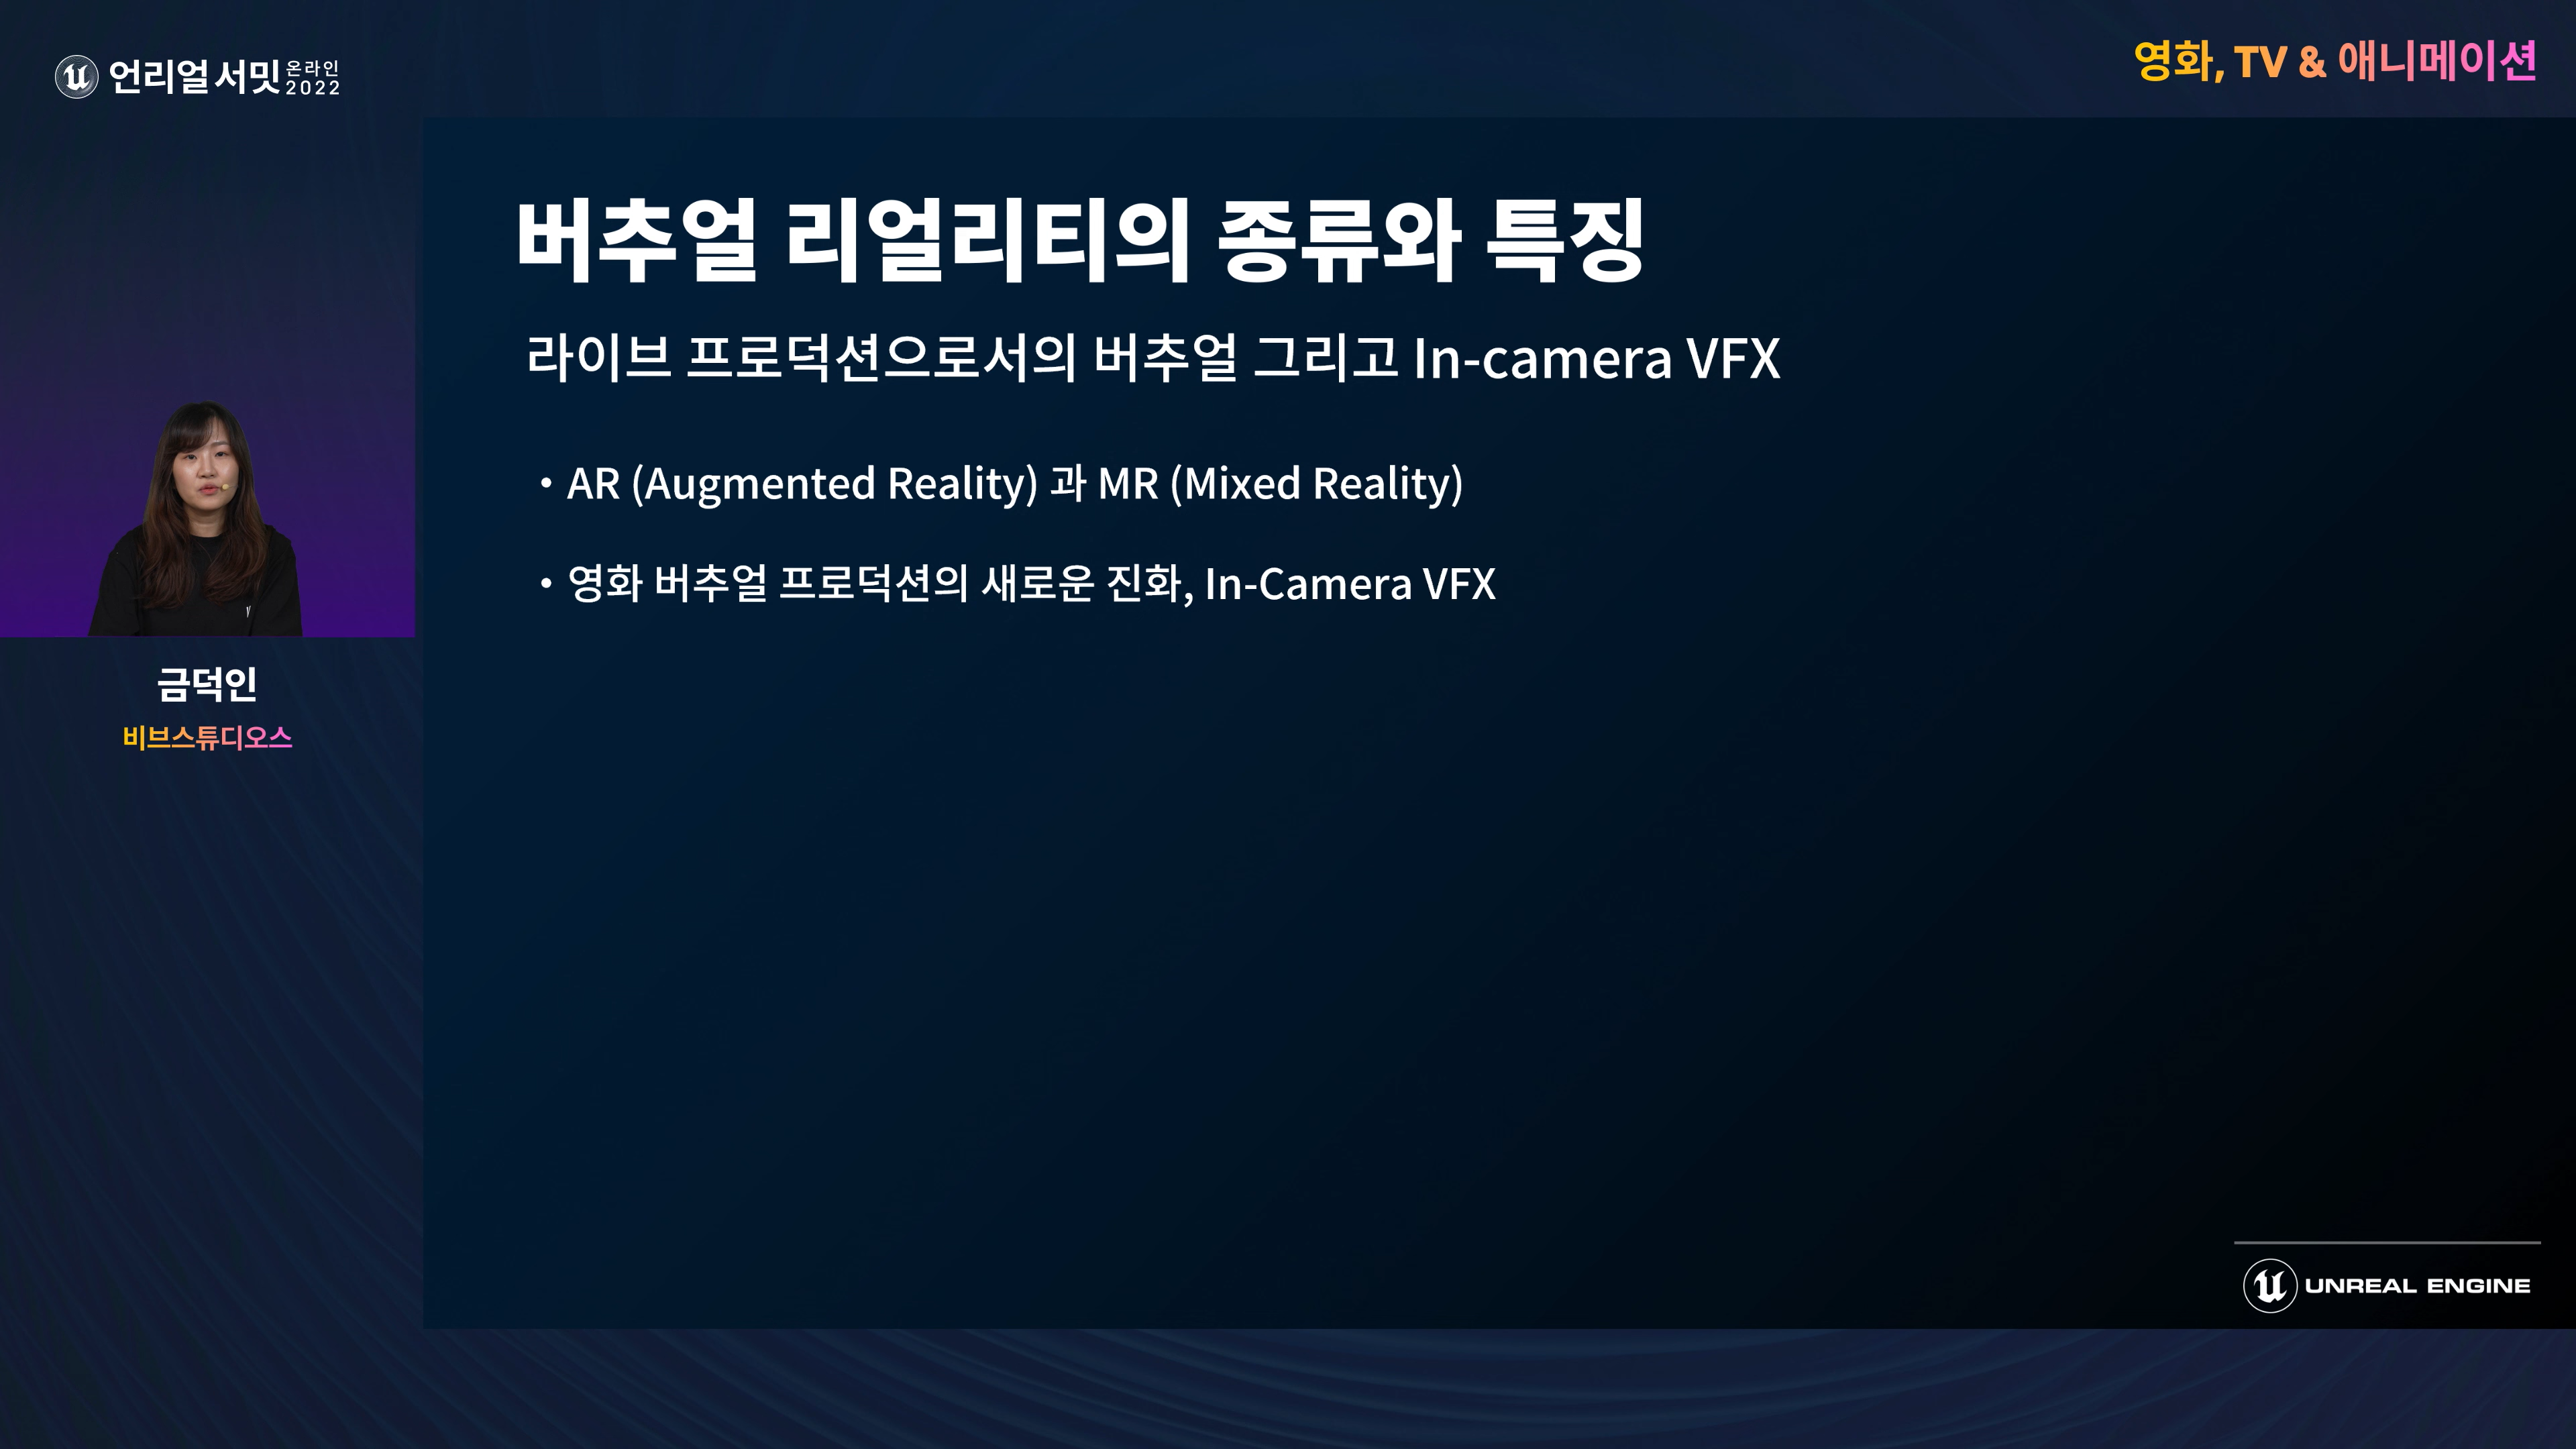 언리얼 서밋 온라인 2022
영화, TV & 애니메이션
버추얼 리얼리티의 종류와 특징
라이브 프로덕션으로서의 버추얼 그리고 In-camera VFX
• AR (Augmented Reality) 과 MR (Mixed Reality)
• 영화 버추얼 프로덕션의 새로운 진화, In-Camera VFX
금덕인
비브스튜디오스
UNREAL ENGINE